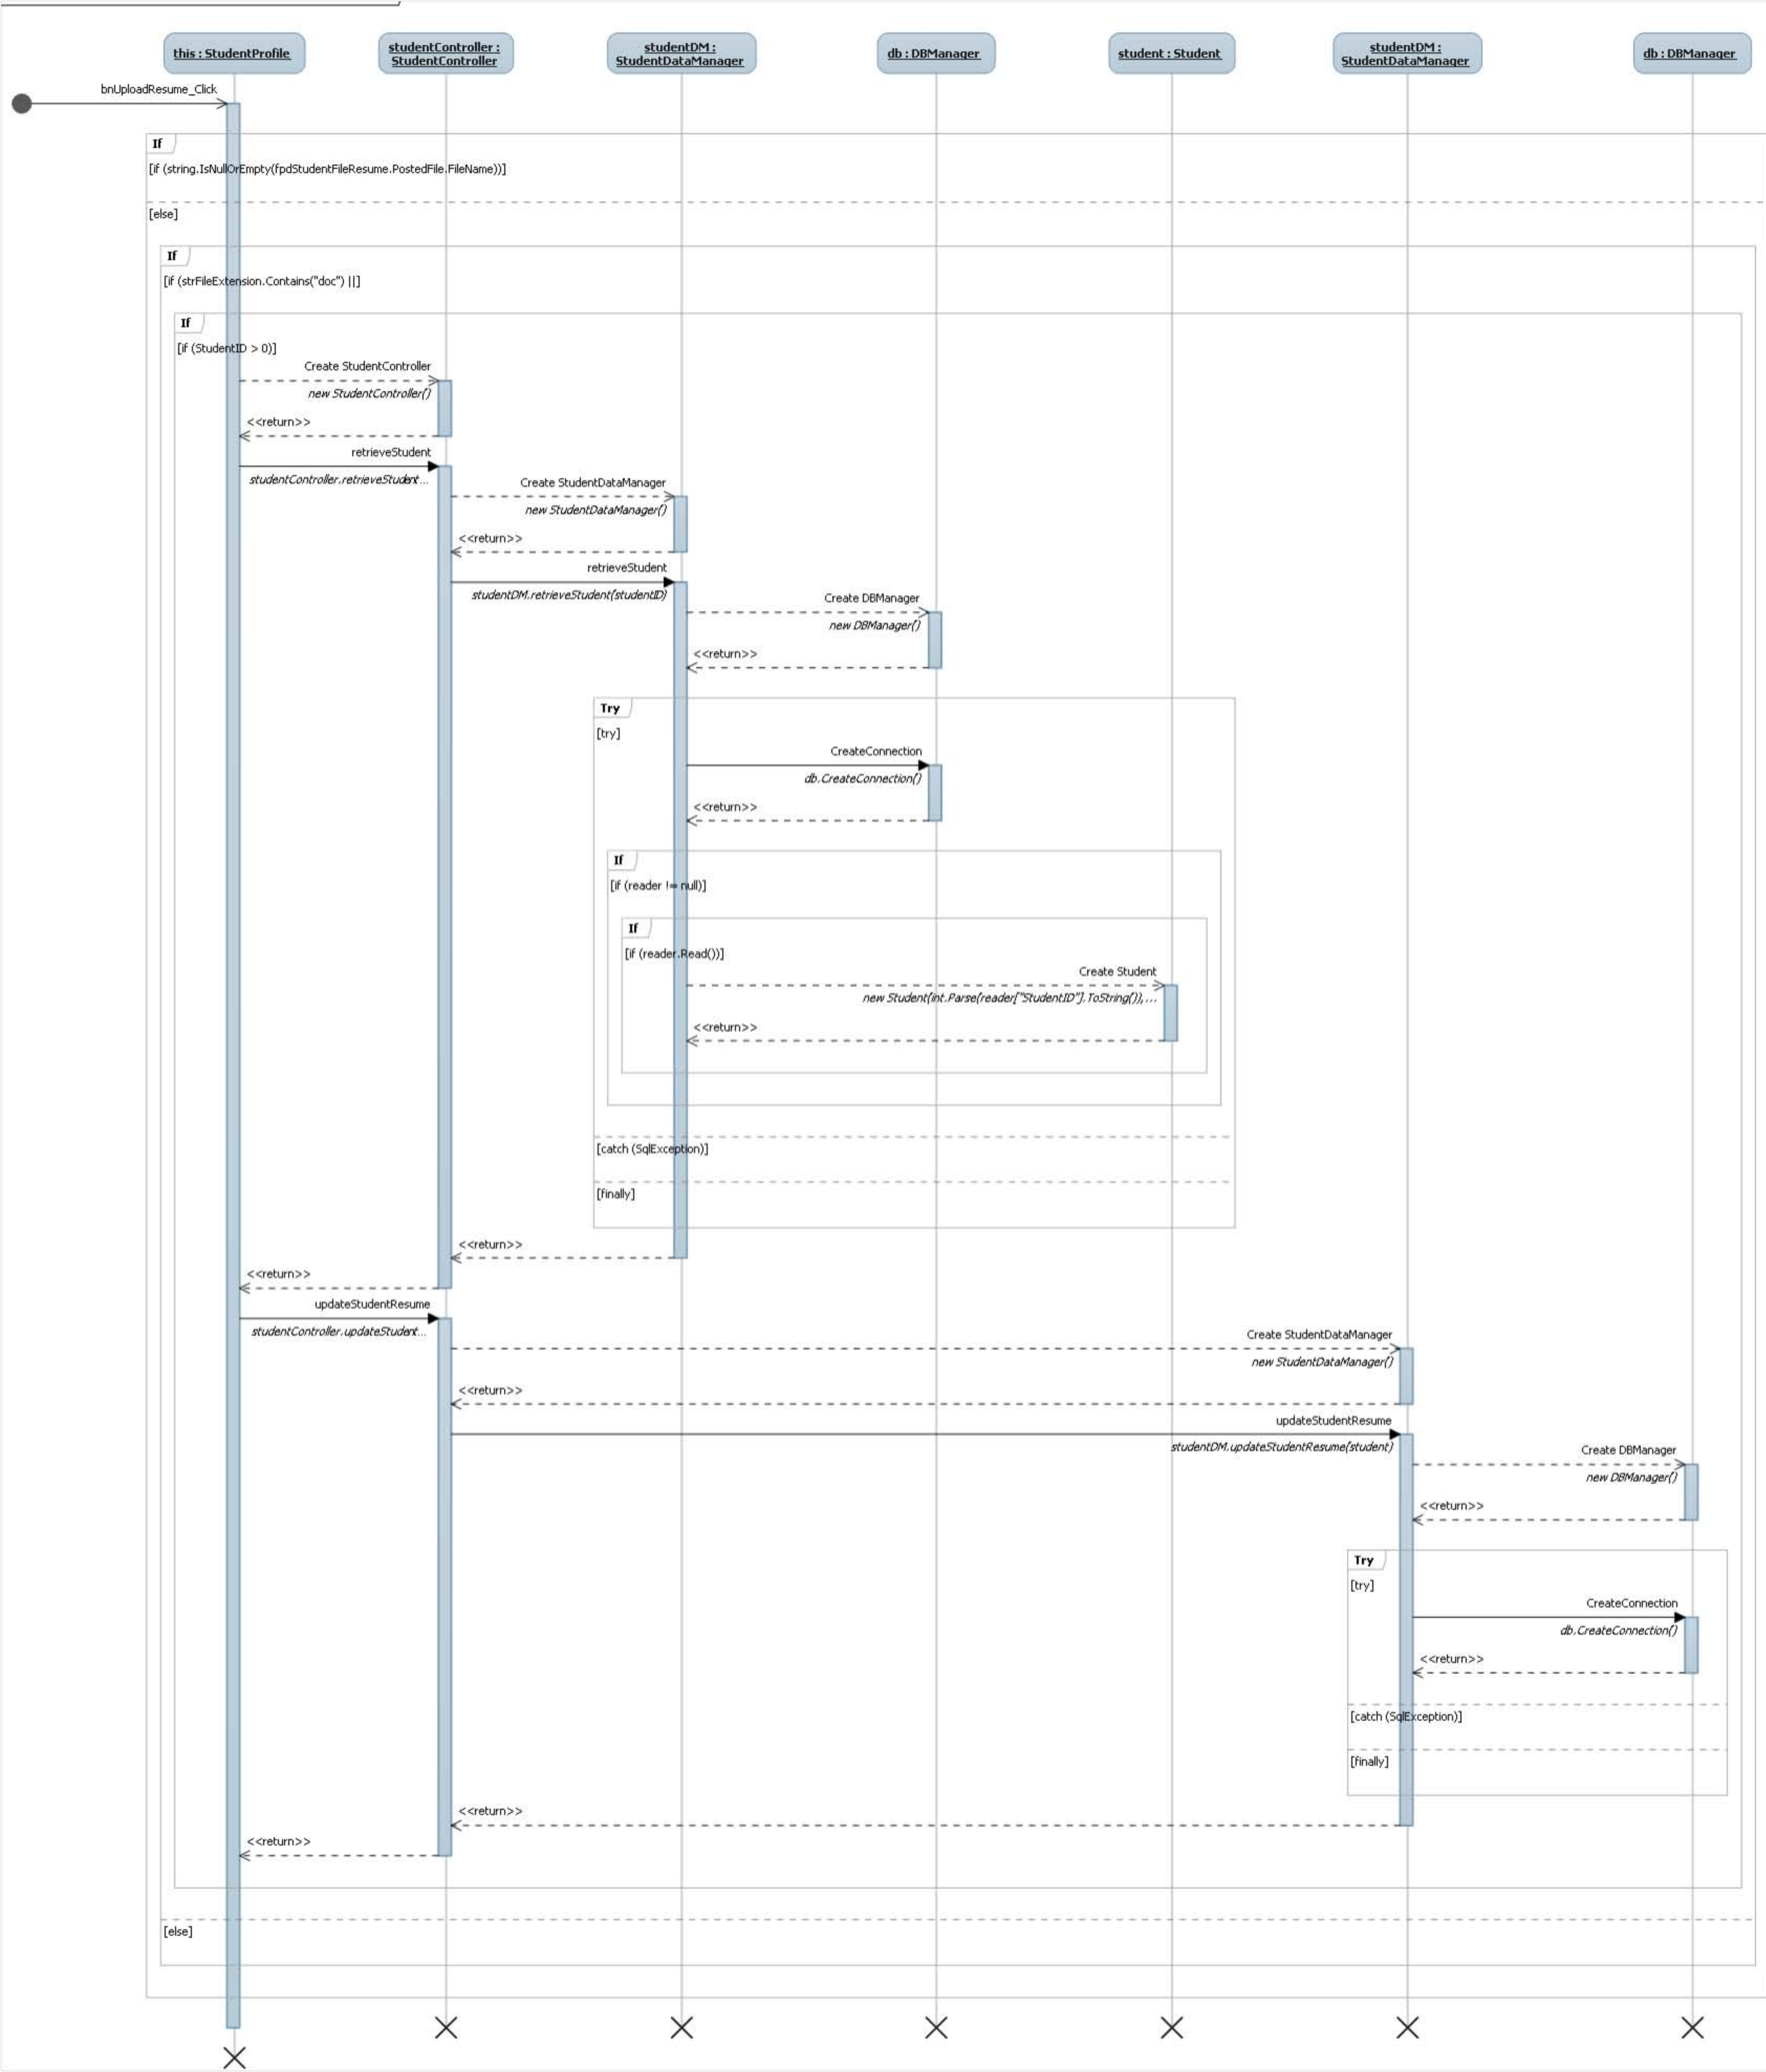 this : StudentProfile
studentController :
StudentController
studentDM :
StudentDataManager
db : DBManager
student : Student
studentDM :
StudentDataManager
db : DBManager
bnUploadResume_Click
If
[if (string.IsNullOrEmpty(fpdStudentFileResume.PostedFile.FileName))]
[else]
If
[if (strFileExtension.Contains("doc") ||]
If
[if (StudentID > 0)]
Create StudentController
new StudentController()
<<return>>
retrieveStudent
studentController.retrieveStudent...
Create StudentDataManager
new StudentDataManager()
<<return>>
retrieveStudent
studentDM.retrieveStudent(studentID)
Create DBManager
new DBManager()
<<return>>
Try
[try]
CreateConnection
db.CreateConnection()
<<return>>
If
[if (reader != null)]
If
[if (reader.Read())]
Create Student
new Student(int.Parse(reader["StudentID"].ToString()),...
<<return>>
[catch (SqlException)]
[finally]
<<return>>
<<return>>
updateStudentResume
studentController.updateStudent...
Create StudentDataManager
new StudentDataManager()
<<return>>
updateStudentResume
studentDM.updateStudentResume(student)
Create DBManager
new DBManager()
<<return>>
Try
[try]
CreateConnection
db.CreateConnection()
<<return>>
[catch (SqlException)]
[finally]
<<return>>
<<return>>
[else]